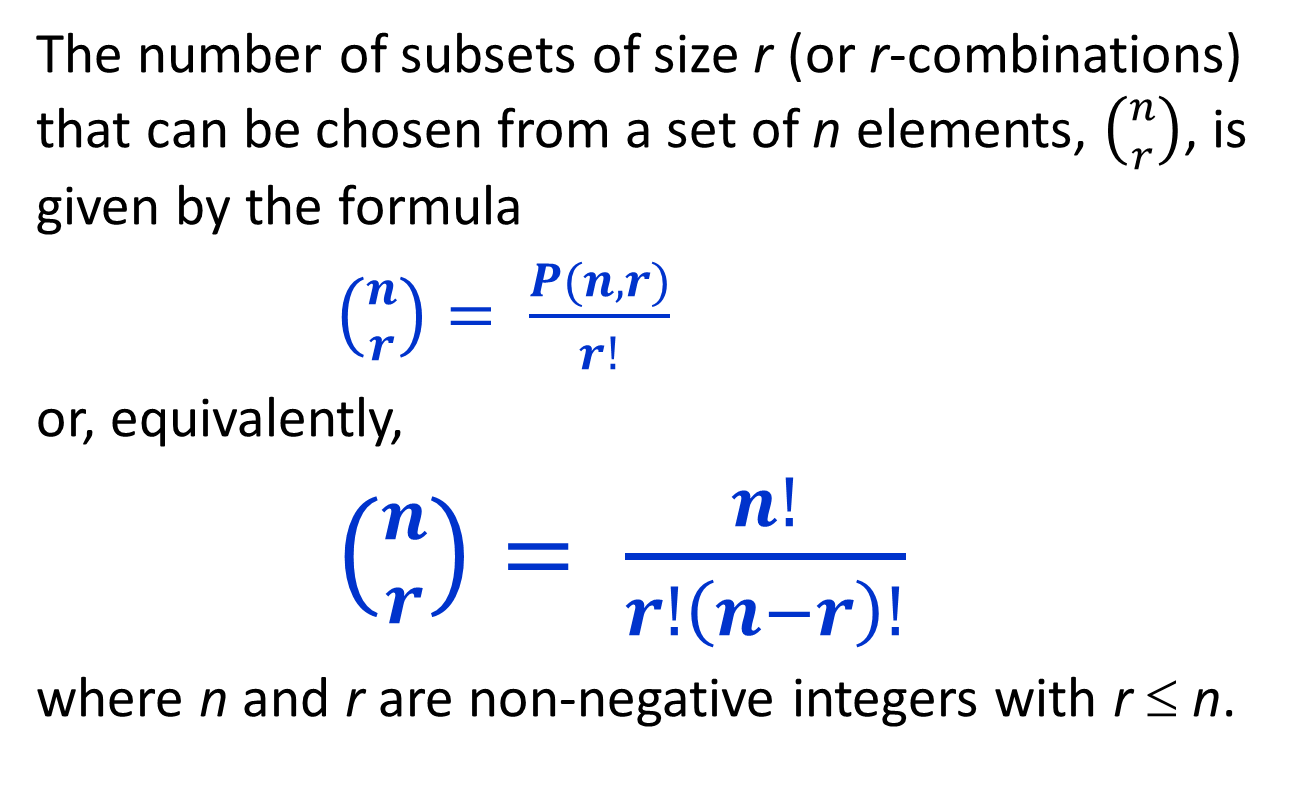 The number of subsets of size r (or r-combinations)
that can be chosen from a set of n elements, (n r), is
given by the formula
(n r) = P(n,r) / r!
or, equivalently,
(n r) = n! / r!(n−r)!
where n and r are non-negative integers with r ≤ n.